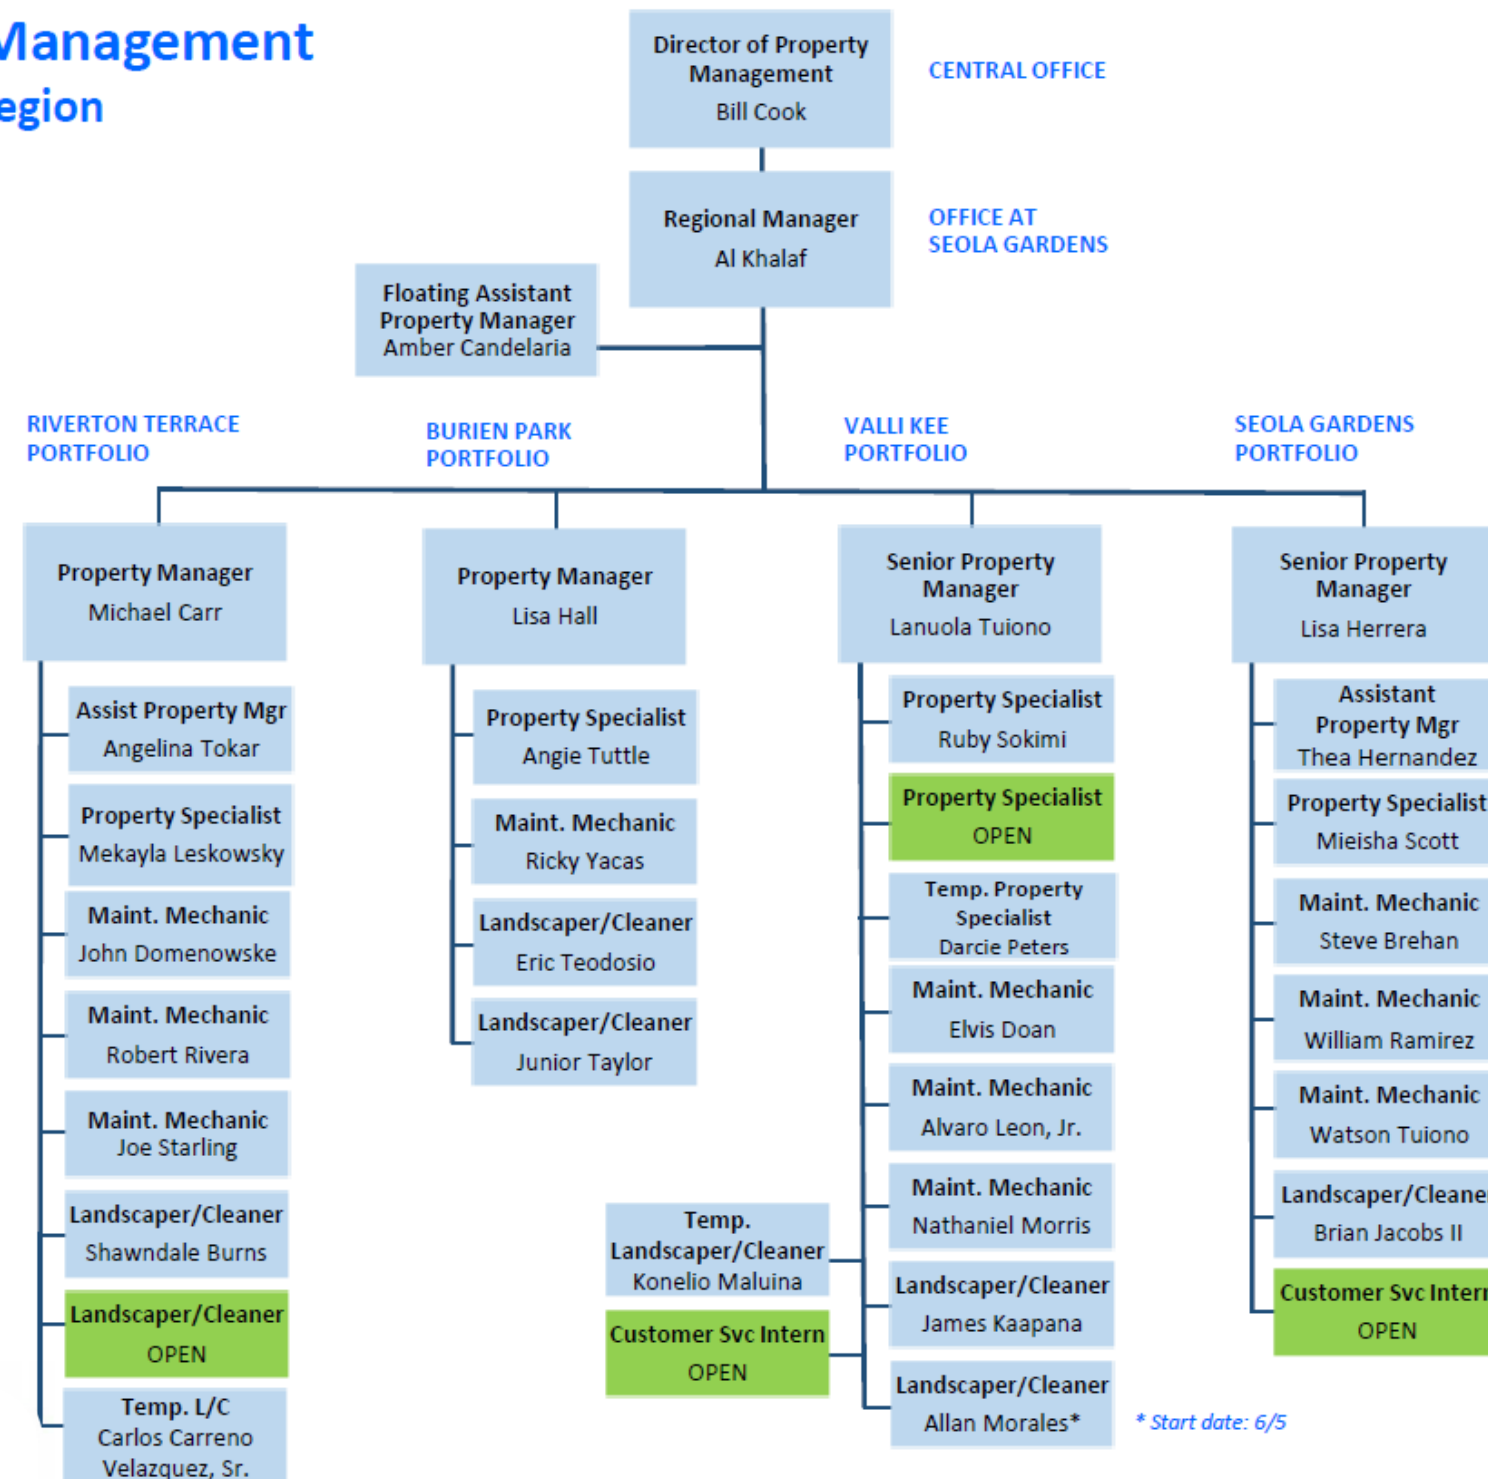 Management
egion
Director of Property
Management
Bill Cook
CENTRAL OFFICE
Regional Manager
Al Khalaf
OFFICE AT
SEOLA GARDENS
Floating Assistant
Property Manager
Amber Candelaria
RIVERTON TERRACE
PORTFOLIO
Property Manager
Michael Carr
Assist Property Mgr
Angelina Tokar
Property Specialist
Mekayla Leskowsky
Maint. Mechanic
John Domenowske
Maint. Mechanic
Robert Rivera
Maint. Mechanic
Joe Starling
Landscaper/Cleaner
Shawndale Burns
Landscaper/Cleaner
OPEN
Temp. L/C
Carlos Carreno
Velazquez, Sr.
BURIEN PARK
PORTFOLIO
Property Manager
Lisa Hall
Property Specialist
Angie Tuttle
Maint. Mechanic
Ricky Yacas
Landscaper/Cleaner
Eric Teodosio
Landscaper/Cleaner
Junior Taylor
VALLI KEE
PORTFOLIO
Senior Property
Manager
Lanuola Tuiono
Property Specialist
Ruby Sokimi
Property Specialist
OPEN
Temp. Property
Specialist
Darcie Peters
Maint. Mechanic
Elvis Doan
Maint. Mechanic
Alvaro Leon, Jr.
Maint. Mechanic
Nathaniel Morris
Temp.
Landscaper/Cleaner
Konelio Maluina
Landscaper/Cleaner
James Kaapana
Customer Svc Intern
OPEN
Landscaper/Cleaner
Allan Morales*
* Start date: 6/5
SEOLA GARDENS
PORTFOLIO
Senior Property
Manager
Lisa Herrera
Assistant
Property Mgr
Thea Hernandez
Property Specialist
Mieisha Scott
Maint. Mechanic
Steve Brehan
Maint. Mechanic
William Ramirez
Maint. Mechanic
Watson Tuiono
Landscaper/Cleaner
Brian Jacobs II
Customer Svc Intern
OPEN